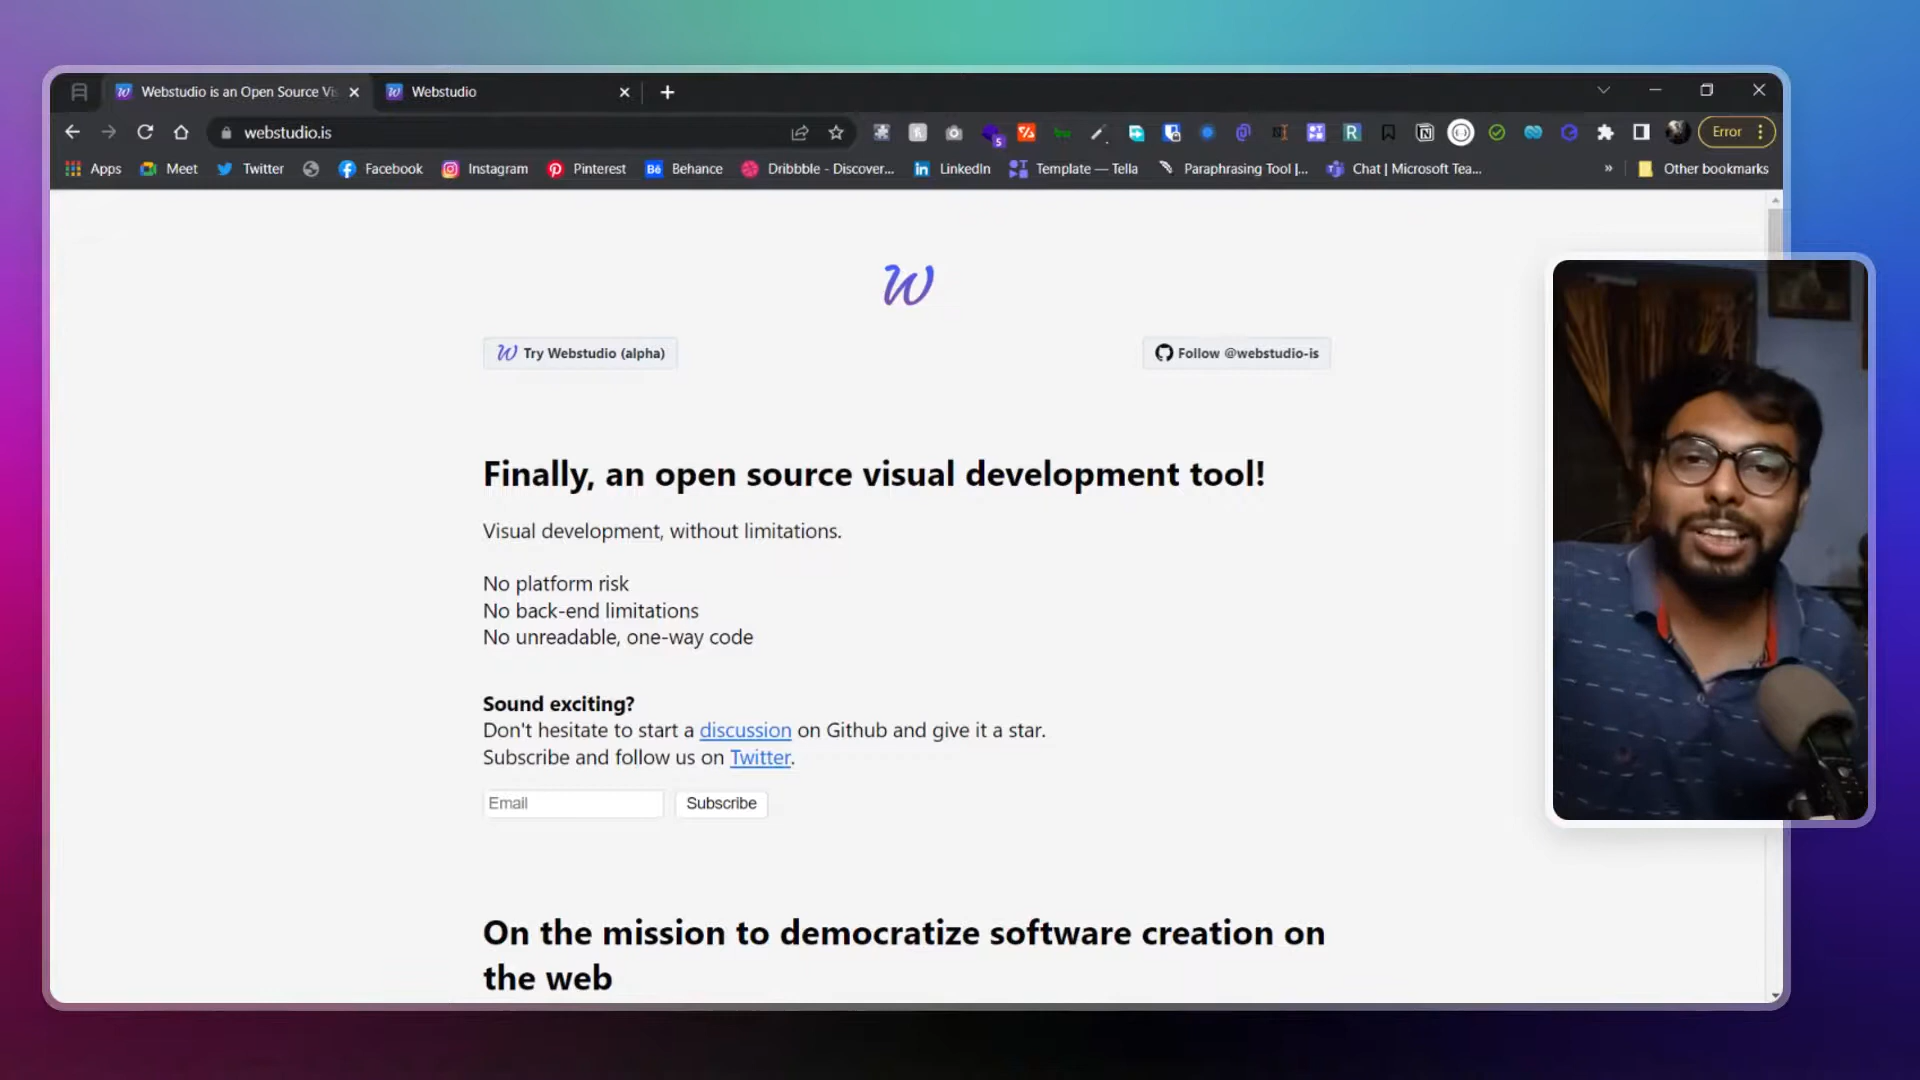 Webstudio is an Open Source Vis
Webstudio
webstudio.is
5
Error
Apps
Meet
Twitter
Facebook
Instagram
Pinterest
Behance
Dribbble - Discover...
LinkedIn
Template — Tella
Paraphrasing Tool |...
Chat | Microsoft Tea...
»
Other bookmarks
W
Try Webstudio (alpha)
Follow @webstudio-is
Finally, an open source visual development tool!
Visual development, without limitations.
No platform risk
No back-end limitations
No unreadable, one-way code
Sound exciting?
Don't hesitate to start a discussion on Github and give it a star.
Subscribe and follow us on Twitter.
Email
Subscribe
On the mission to democratize software creation on
the web